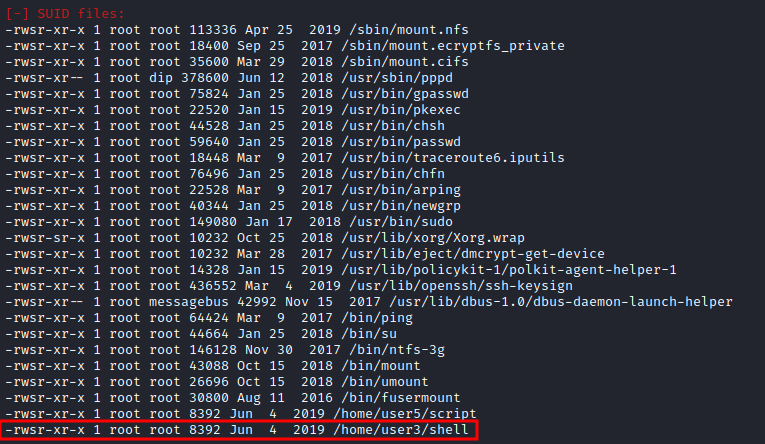 [-] SUID files:
-rwsr-xr-x 1 root root 113336 Apr 25  2019 /sbin/mount.nfs
-rwsr-xr-x 1 root root 18400 Sep 25  2017 /sbin/mount.ecryptfs_private
-rwsr-xr-x 1 root root 35600 Mar 29  2018 /sbin/mount.cifs
-rwsr-xr-- 1 root dip 378600 Jun 12  2018 /usr/sbin/pppd
-rwsr-xr-x 1 root root 75824 Jan 25  2018 /usr/bin/gpasswd
-rwsr-xr-x 1 root root 22520 Jan 15  2019 /usr/bin/pkexec
-rwsr-xr-x 1 root root 44528 Jan 25  2018 /usr/bin/chsh
-rwsr-xr-x 1 root root 59640 Jan 25  2018 /usr/bin/passwd
-rwsr-xr-x 1 root root 18448 Mar  9  2017 /usr/bin/traceroute6.iputils
-rwsr-xr-x 1 root root 76496 Jan 25  2018 /usr/bin/chfn
-rwsr-xr-x 1 root root 22528 Mar  9  2017 /usr/bin/arping
-rwsr-xr-x 1 root root 40344 Jan 25  2018 /usr/bin/newgrp
-rwsr-xr-x 1 root root 149080 Jan 17  2018 /usr/bin/sudo
-rwsr-sr-x 1 root root 10232 Oct 25  2018 /usr/lib/xorg/Xorg.wrap
-rwsr-xr-x 1 root root 10232 Mar 28  2017 /usr/lib/eject/dmcrypt-get-device
-rwsr-xr-x 1 root root 14328 Jan 15  2019 /usr/lib/policykit-1/polkit-agent-helper-1
-rwsr-xr-x 1 root root 436552 Mar  4  2019 /usr/lib/openssh/ssh-keysign
-rwsr-xr-- 1 root messagebus 42992 Nov 15  2017 /usr/lib/dbus-1.0/dbus-daemon-launch-helper
-rwsr-xr-x 1 root root 64424 Mar  9  2017 /bin/ping
-rwsr-xr-x 1 root root 44664 Jan 25  2018 /bin/su
-rwsr-xr-x 1 root root 146128 Nov 30  2017 /bin/ntfs-3g
-rwsr-xr-x 1 root root 43088 Oct 15  2018 /bin/mount
-rwsr-xr-x 1 root root 26696 Oct 15  2018 /bin/umount
-rwsr-xr-x 1 root root 30800 Aug 11  2016 /bin/fusermount
-rwsr-xr-x 1 root root 8392 Jun  4  2019 /home/user5/script
-rwsr-xr-x 1 root root 8392 Jun  4  2019 /home/user3/shell